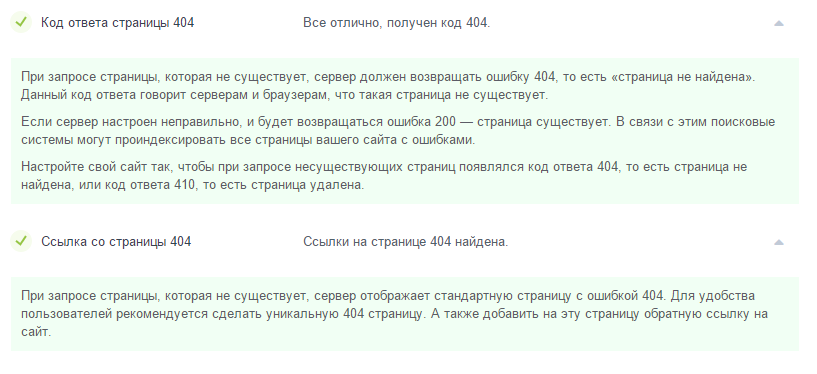 Код ответа страницы 404
Все отлично, получен код 404.
При запросе страницы, которая не существует, сервер должен возвращать ошибку 404, то есть «страница не найдена».
Данный код ответа говорит серверам и браузерам, что такая страница не существует.
Если сервер настроен неправильно, и будет возвращаться ошибка 200 — страница существует. В связи с этим поисковые
системы могут проиндексировать все страницы вашего сайта с ошибками.
Настройте свой сайт так, чтобы при запросе несуществующих страниц появлялся код ответа 404, то есть страница не
найдена, или код ответа 410, то есть страница удалена.
Ссылка со страницы 404
Ссылки на странице 404 найдена.
При запросе страницы, которая не существует, сервер отображает стандартную страницу с ошибкой 404. Для удобства
пользователей рекомендуется сделать уникальную 404 страницу. А также добавить на эту страницу обратную ссылку на
сайт.